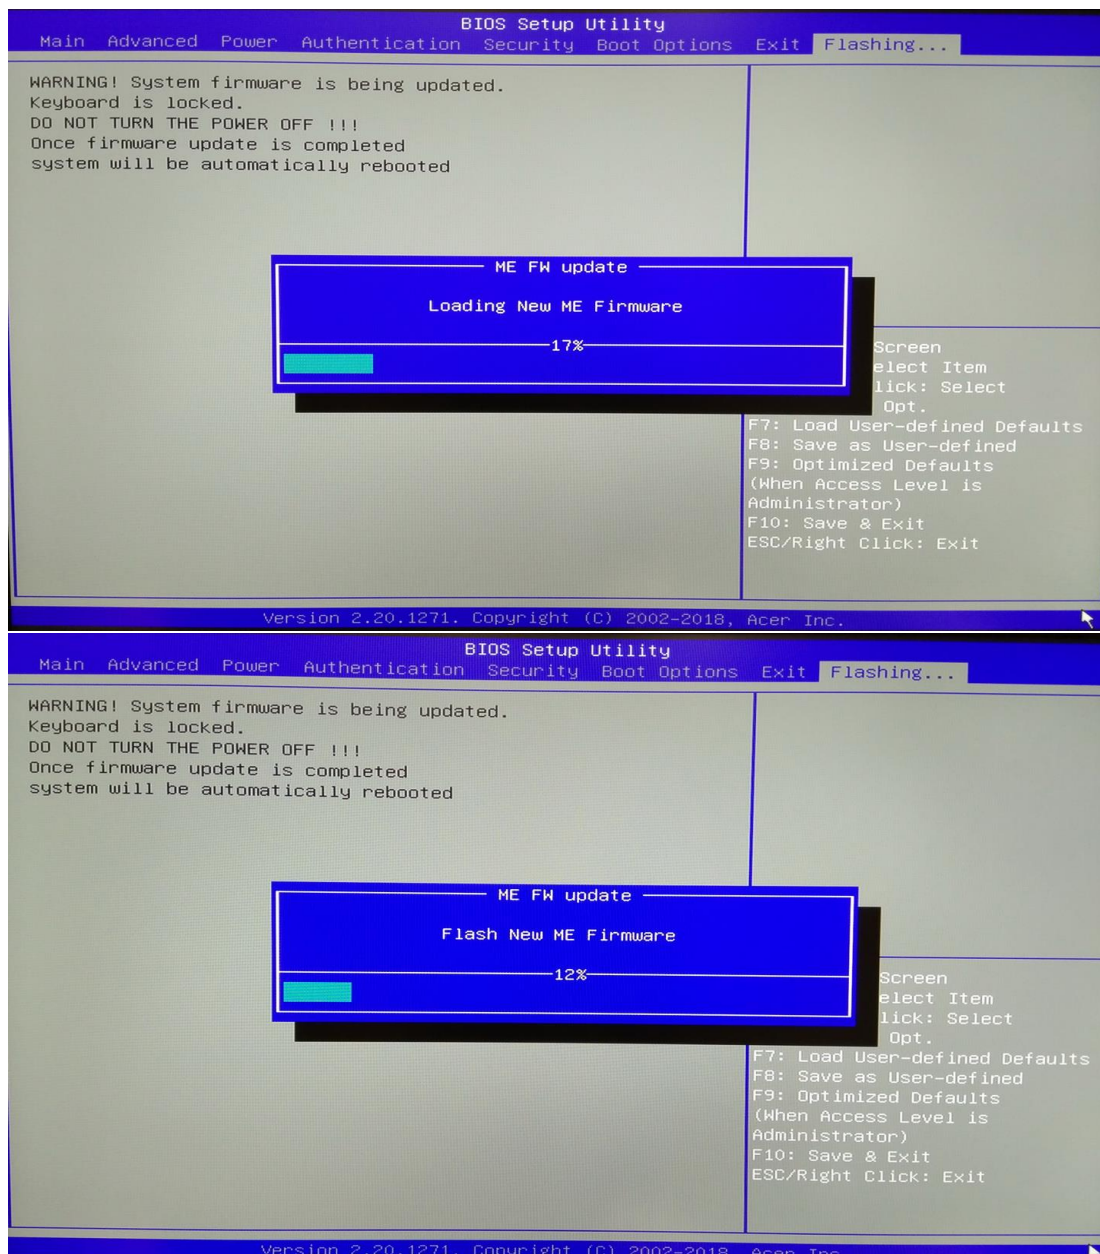 BIOS Setup Utility
Main Advanced Power Authentication Security Boot Options Exit Flashing...
WARNING! System firmware is being updated.
Keyboard is locked.
DO NOT TURN THE POWER OFF !!!
Once firmware update is completed
system will be automatically rebooted
ME FW update
Loading New ME Firmware
17%
Screen
elect Item
lick: Select
Opt.
F7: Load User-defined Defaults
F8: Save as User-defined
F9: Optimized Defaults
(When Access Level is
Administrator)
F10: Save & Exit
ESC/Right Click: Exit
Version 2.20.1271. Copyright (C) 2002-2018, Acer Inc.
BIOS Setup Utility
Main Advanced Power Authentication Security Boot Options Exit Flashing...
WARNING! System firmware is being updated.
Keyboard is locked.
DO NOT TURN THE POWER OFF !!!
Once firmware update is completed
system will be automatically rebooted
ME FW update
Flash New ME Firmware
12%
Screen
elect Item
lick: Select
Opt.
F7: Load User-defined Defaults
F8: Save as User-defined
F9: Optimized Defaults
(When Access Level is
Administrator)
F10: Save & Exit
ESC/Right Click: Exit
Version 2.20.1271. Copyright (C) 2002-2018, Acer Inc.